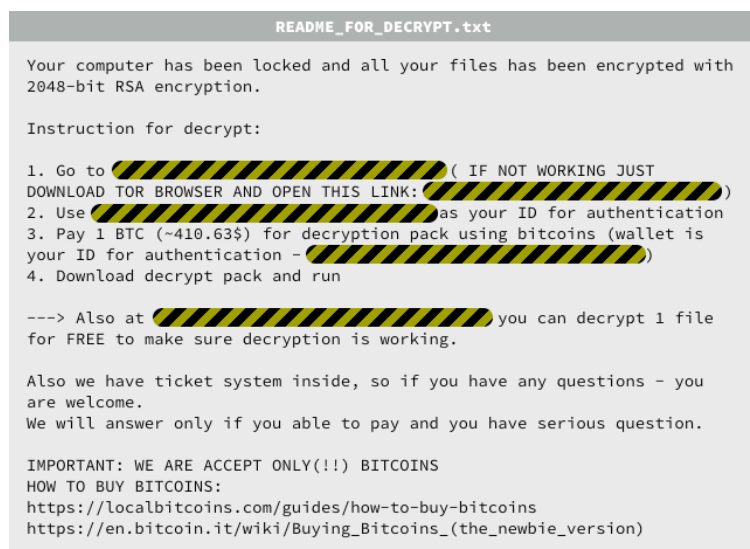 README_FOR_DECRYPT.txt
Your computer has been locked and all your files has been encrypted with
2048-bit RSA encryption.
Instruction for decrypt:
1. Go to ( IF NOT WORKING JUST
DOWNLOAD TOR BROWSER AND OPEN THIS LINK: )
2. Use as your ID for authentication
3. Pay 1 BTC (~410.63$) for decryption pack using bitcoins (wallet is
your ID for authentication – )
4. Download decrypt pack and run
---> Also at you can decrypt 1 file
for FREE to make sure decryption is working.
Also we have ticket system inside, so if you have any questions – you
are welcome.
We will answer only if you able to pay and you have serious question.
IMPORTANT: WE ARE ACCEPT ONLY(!!) BITCOINS
HOW TO BUY BITCOINS:
https://localbitcoins.com/guides/how-to-buy-bitcoins
https://en.bitcoin.it/wiki/Buying_Bitcoins_(the_newbie_version)